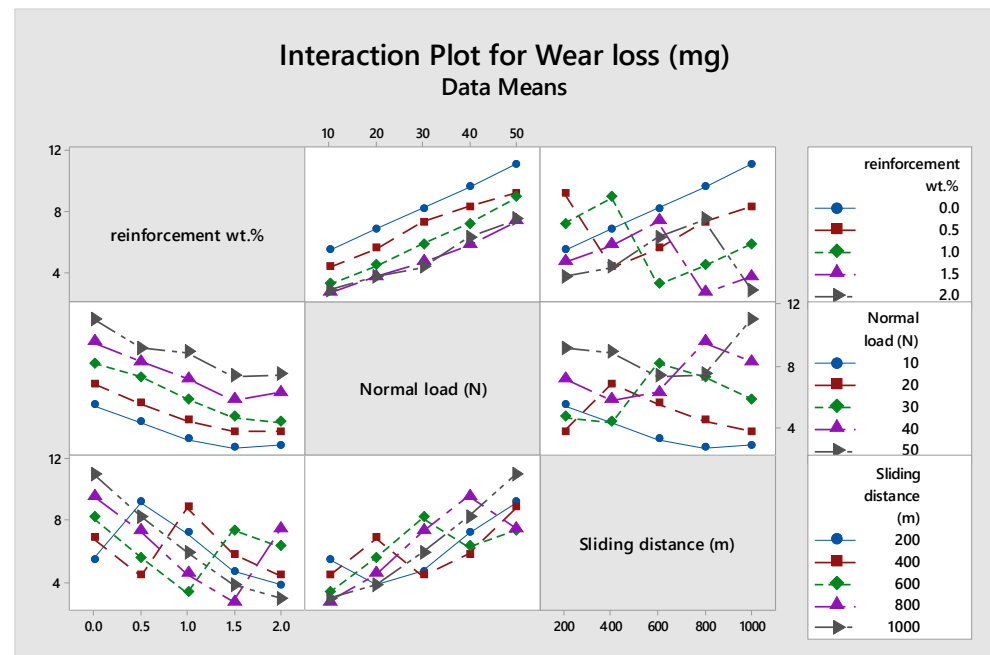 Interaction Plot for Wear loss (mg)
Data Means
10 20 30 40 50
12
8
4
reinforcement wt.%
reinforcement
wt.%
0.0
0.5
1.0
1.5
2.0
Normal load (N)
12
8
4
Normal
load (N)
10
20
30
40
50
12
8
4
Sliding distance (m)
Sliding
distance
(m)
200
400
600
800
1000
0.0 0.5 1.0 1.5 2.0
200 400 600 800 1000